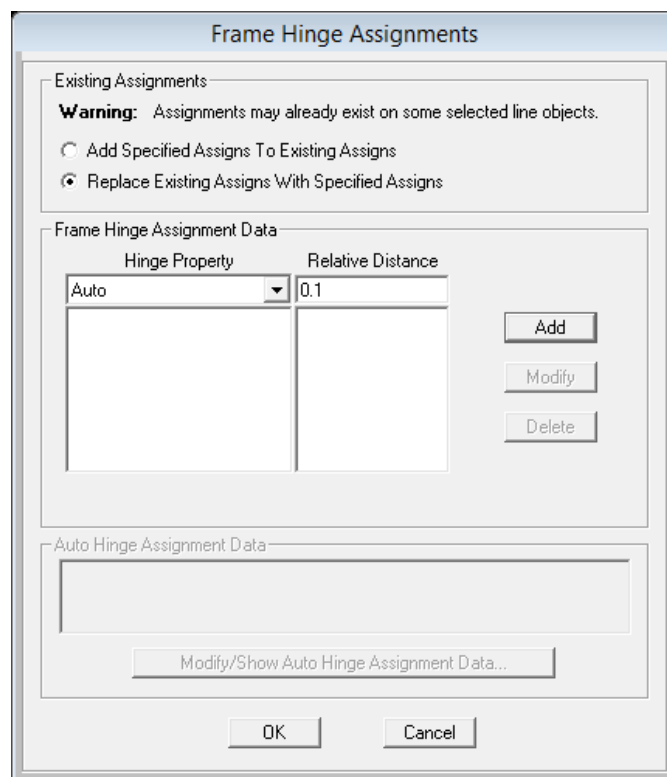 Frame Hinge Assignments
Existing Assignments
Warning: Assignments may already exist on some selected line objects.
Add Specified Assigns To Existing Assigns
Replace Existing Assigns With Specified Assigns
Frame Hinge Assignment Data
Hinge Property Relative Distance
Auto 0.1
Add
Modify
Delete
Auto Hinge Assignment Data
Modify/Show Auto Hinge Assignment Data...
OK Cancel